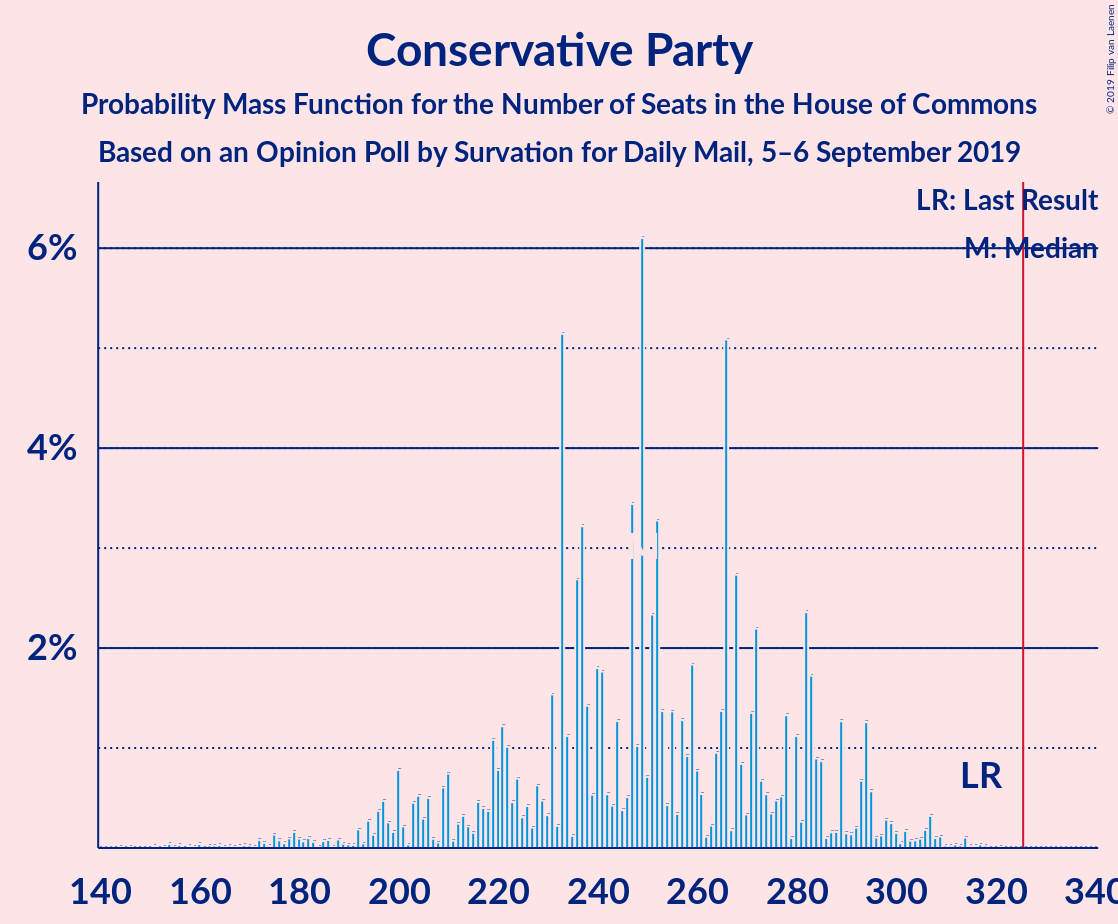 Conservative Party
Probability Mass Function for the Number of Seats in the House of Commons
Based on an Opinion Poll by Survation for Daily Mail, 5–6 September 2019
© 2019 Filip van Laenen
LR: Last Result
M: Median
6%
4%
2%
LR
140 160 180 200 220 240 260 280 300 320 340